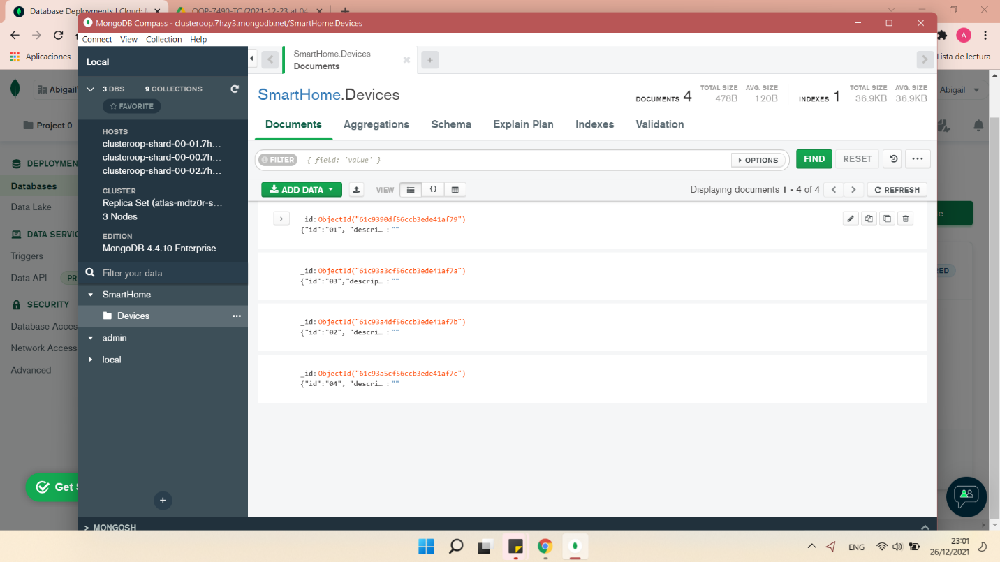 Database Deployments | Cloud:
OOP-7490-TC (2021-12-23 at 04
MongoDB Compass - clusteroop.7hzy3.mongodb.net/SmartHome.Devices
Connect View Collection Help
Aplicaciones
Lista de lectura
Local
SmartHome.Devices
Documents
3 DBS 9 COLLECTIONS
FAVORITE
Abigail
Abigail
SmartHome.Devices
DOCUMENTS 4 TOTAL SIZE 478B AVG. SIZE 120B INDEXES 1 TOTAL SIZE 36.9KB AVG. SIZE 36.9KB
Project 0
Documents Aggregations Schema Explain Plan Indexes Validation
HOSTS
clusteroop-shard-00-01.7h...
clusteroop-shard-00-00.7h...
clusteroop-shard-00-02.7h...
CLUSTER
Replica Set (atlas-mdtz0r-s...
3 Nodes
EDITION
MongoDB 4.4.10 Enterprise
FILTER { field: 'value' } OPTIONS FIND RESET
DEPLOYMEN
Databases
Data Lake
DATA SERVIC
Triggers
Data API PR
SECURITY
Database Acces
Network Access
Advanced
ADD DATA VIEW {} Displaying documents 1 - 4 of 4 REFRESH
_id: ObjectId("61c9390df56ccb3ede41af79")
{"id":"01", "descri… : ""
_id: ObjectId("61c93a3cf56ccb3ede41af7a")
{"id":"03","descrip… : ""
_id: ObjectId("61c93a4df56ccb3ede41af7b")
{"id":"02", "descri… : ""
_id: ObjectId("61c93a5cf56ccb3ede41af7c")
{"id":"04", "descri… : ""
Filter your data
SmartHome
Devices
admin
local
Get
> MONGOSH
A
ENG
23:01
26/12/2021